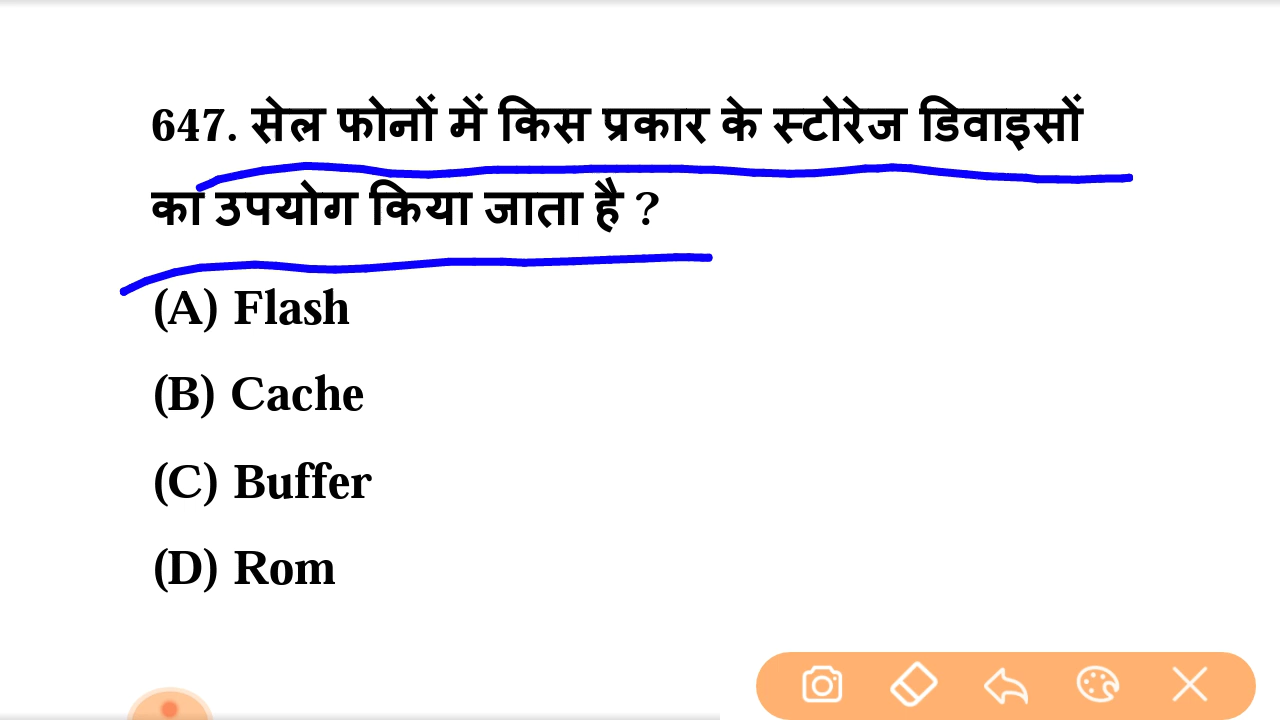 647. सेल फोनों में किस प्रकार के स्टोरेज डिवाइसों
का उपयोग किया जाता है ?
(A) Flash
(B) Cache
(C) Buffer
(D) Rom